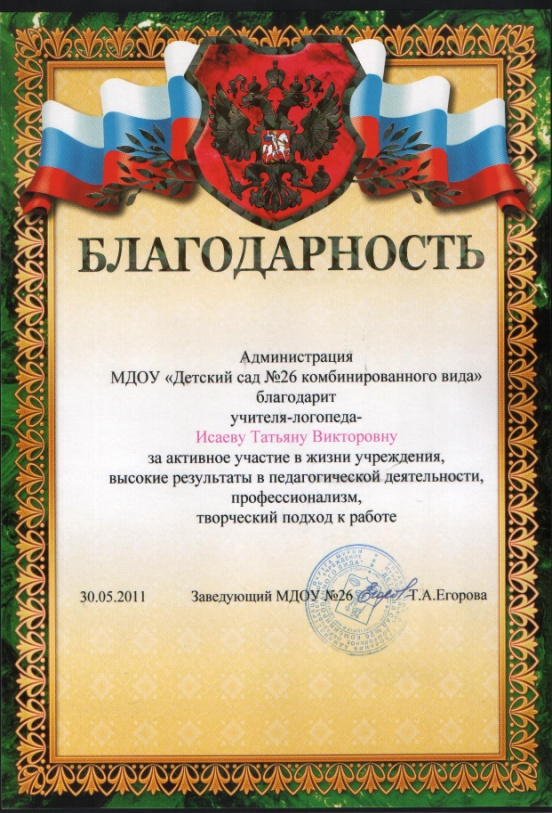 БЛАГОДАРНОСТЬ
Администрация
МДОУ «Детский сад №26 комбинированного вида»
благодарит
учителя-логопеда-
Исаеву Татьяну Викторовну
за активное участие в жизни учреждения,
высокие результаты в педагогической деятельности,
профессионализм,
творческий подход к работе
30.05.2011 Заведующий МДОУ №26 Т.А.Егорова